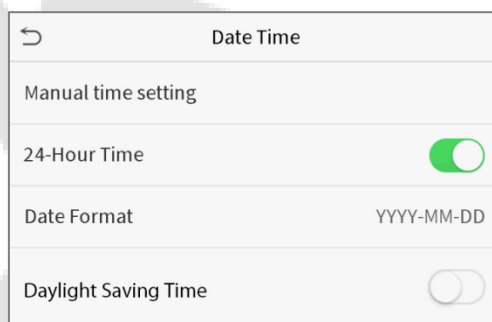 Date Time
Manual time setting
24-Hour Time
Date Format YYYY-MM-DD
Daylight Saving Time